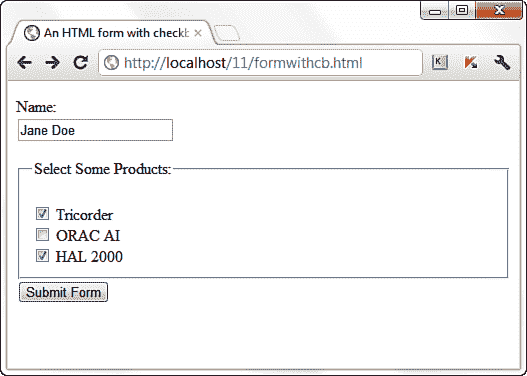 An HTML form with checkb
http://localhost/11/formwithcb.html
Name:
Jane Doe
Select Some Products:
Tricorder
ORAC AI
HAL 2000
Submit Form